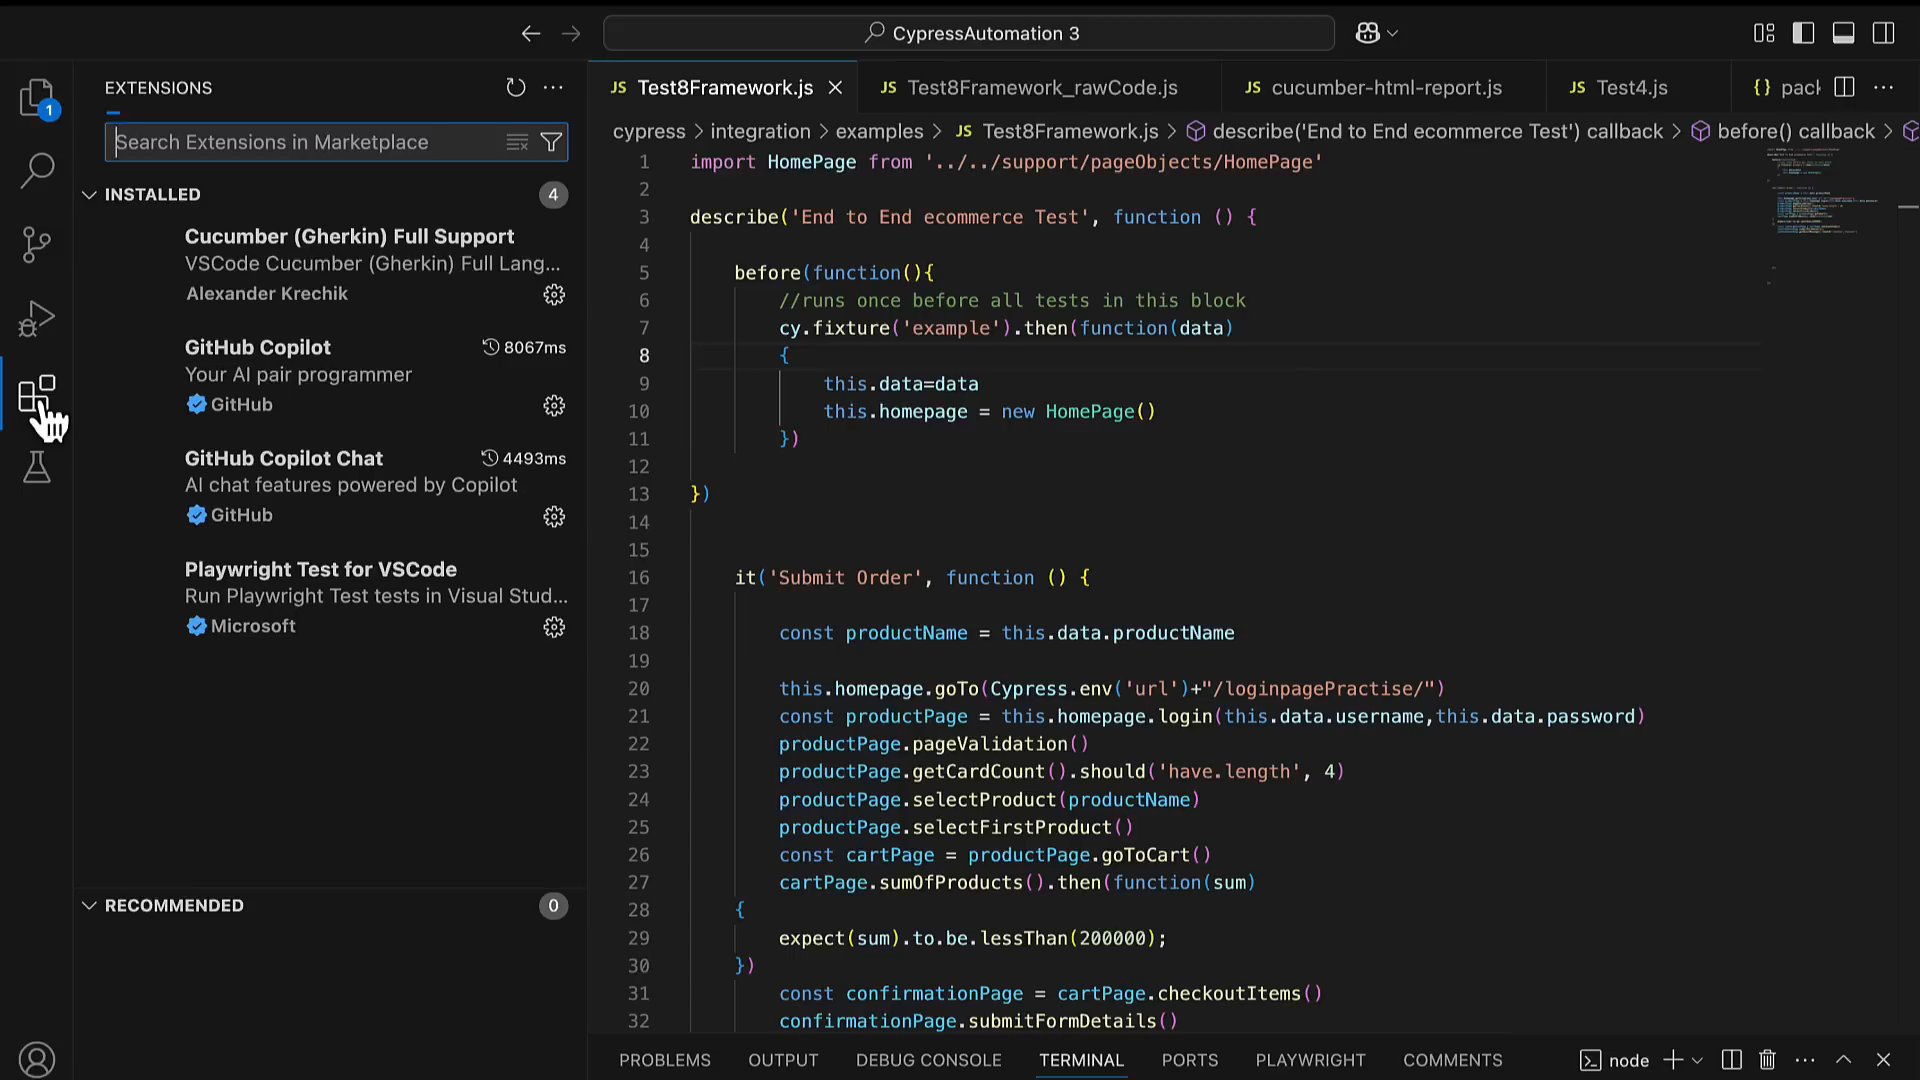 CypressAutomation 3
1
EXTENSIONS
Search Extensions in Marketplace
INSTALLED
4
Cucumber (Gherkin) Full Support
VSCode Cucumber (Gherkin) Full Lang...
Alexander Krechik
GitHub Copilot
8067ms
Your AI pair programmer
GitHub
GitHub Copilot Chat
4493ms
AI chat features powered by Copilot
GitHub
Playwright Test for VSCode
Run Playwright Test tests in Visual Stud...
Microsoft
RECOMMENDED
0
JS Test8Framework.js
JS Test8Framework_rawCode.js
JS cucumber-html-report.js
JS Test4.js
{} pack
cypress > integration > examples > JS Test8Framework.js > describe('End to End ecommerce Test') callback > before() callback >
1 import HomePage from '../../support/pageObjects/HomePage'
2
3 describe('End to End ecommerce Test', function () {
4
5 before(function(){
6 //runs once before all tests in this block
7 cy.fixture('example').then(function(data)
8 {
9 this.data=data
10 this.homepage = new HomePage()
11 })
12
13 })
14
15
16 it('Submit Order', function () {
17
18 const productName = this.data.productName
19
20 this.homepage.goTo(Cypress.env('url')+"/loginpagePractise/")
21 const productPage = this.homepage.login(this.data.username,this.data.password)
22 productPage.pageValidation()
23 productPage.getCardCount().should('have.length', 4)
24 productPage.selectProduct(productName)
25 productPage.selectFirstProduct()
26 const cartPage = productPage.goToCart()
27 cartPage.sumOfProducts().then(function(sum)
28 {
29 expect(sum).to.be.lessThan(200000);
30 })
31 const confirmationPage = cartPage.checkoutItems()
32 confirmationPage.submitFormDetails()
PROBLEMS OUTPUT DEBUG CONSOLE TERMINAL PORTS PLAYWRIGHT COMMENTS
node